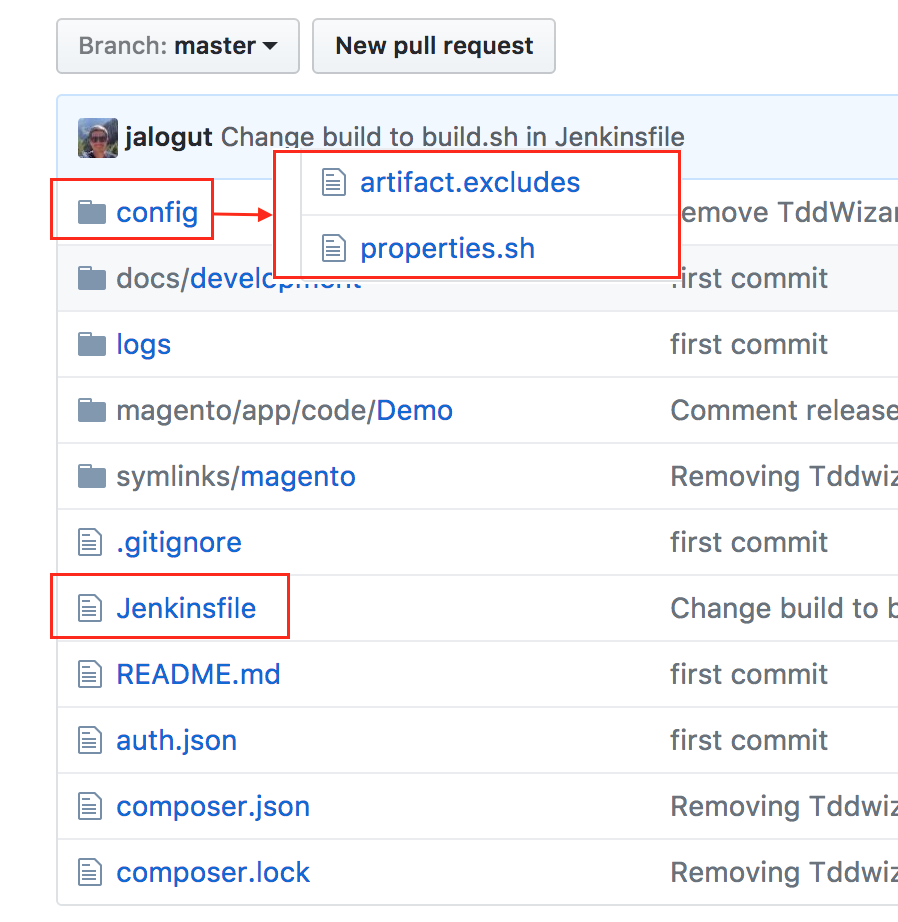 Branch: master New pull request
jalogut Change build to build.sh in Jenkinsfile
artifact.excludes
config emove TddWiza
properties.sh
docs/development first commit
logs first commit
magento/app/code/Demo Comment release
symlinks/magento Removing Tddwiz
.gitignore first commit
Jenkinsfile Change build to b
README.md first commit
auth.json first commit
composer.json Removing Tddwiz
composer.lock Removing Tddwiz